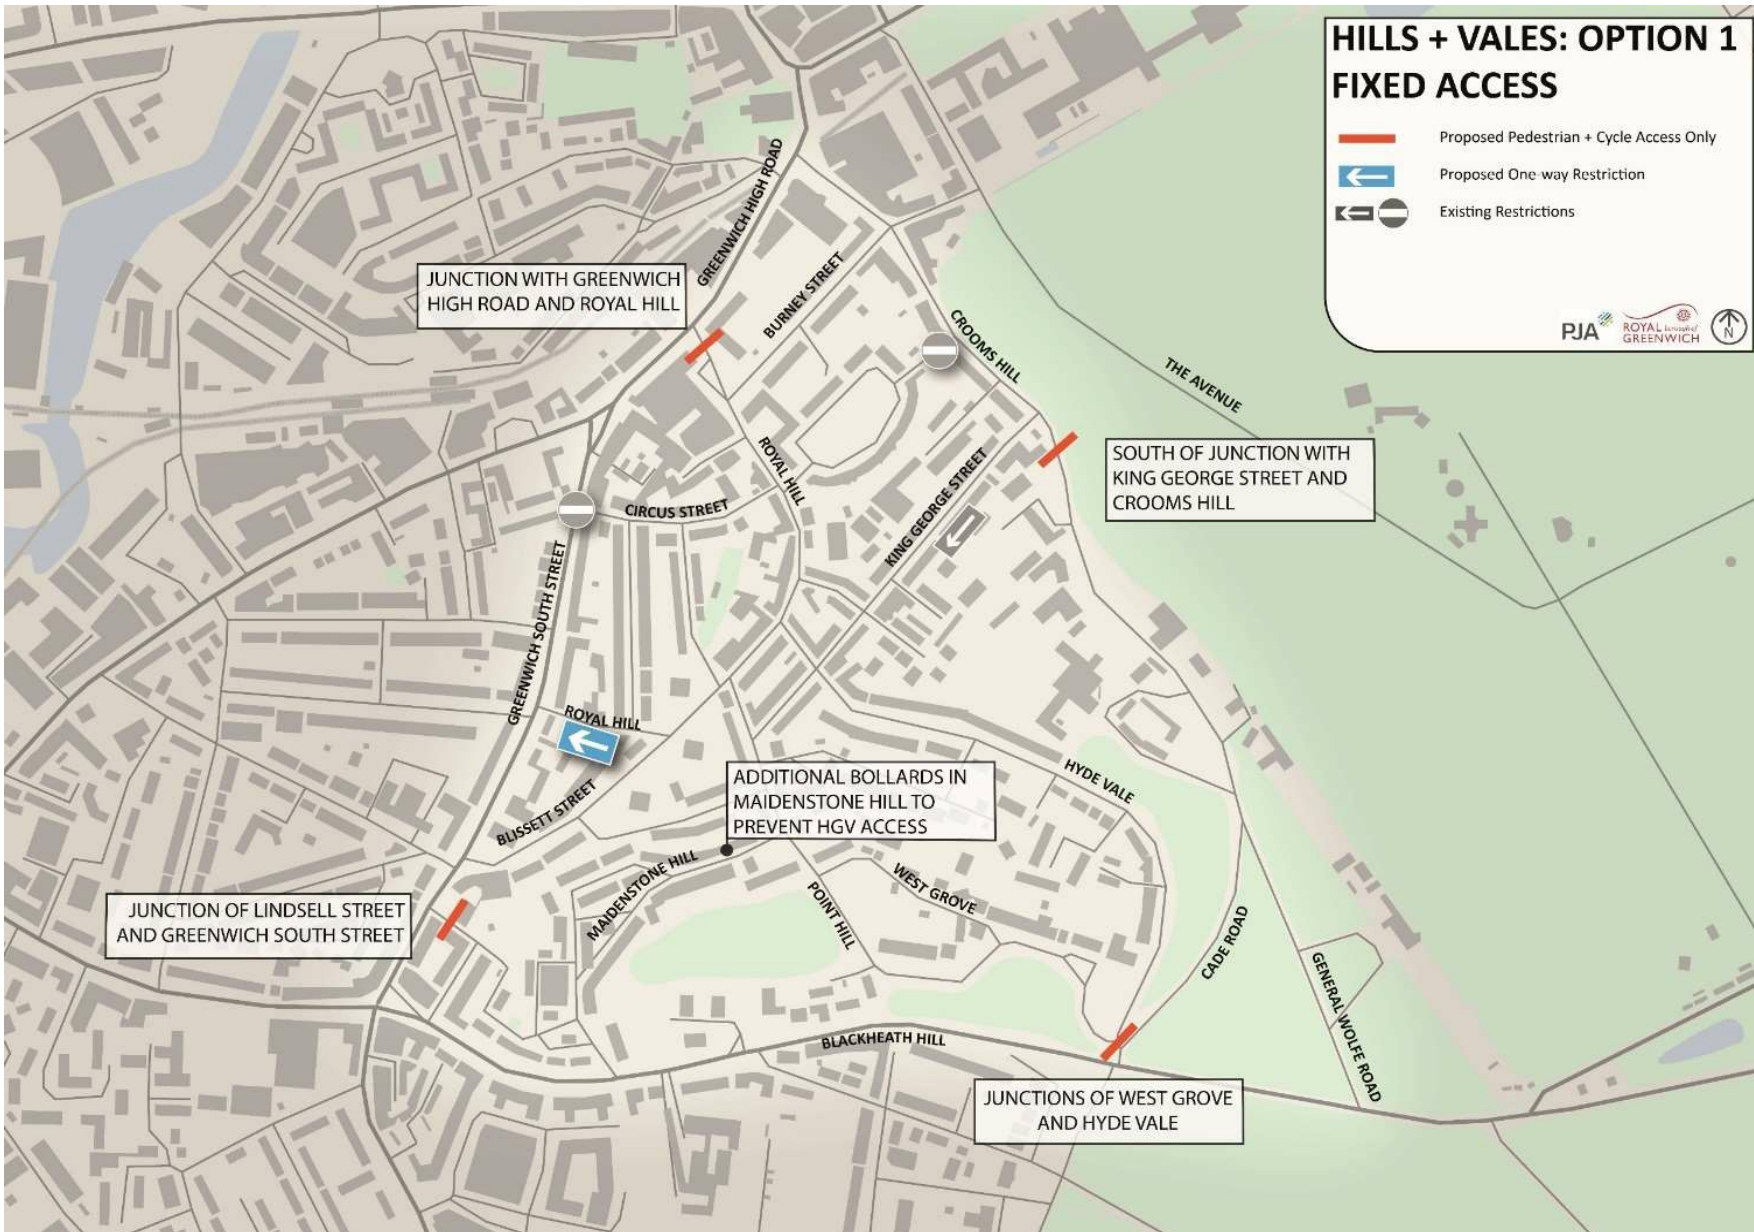 HILLS + VALES: OPTION 1
FIXED ACCESS
Proposed Pedestrian + Cycle Access Only
Proposed One-way Restriction
Existing Restrictions
PJA
ROYAL borough of
GREENWICH
N
GREENWICH HIGH ROAD
JUNCTION WITH GREENWICH
HIGH ROAD AND ROYAL HILL
BURNEY STREET
CROOMS HILL
THE AVENUE
ROYAL HILL
SOUTH OF JUNCTION WITH
KING GEORGE STREET AND
CROOMS HILL
CIRCUS STREET
KING GEORGE STREET
GREENWICH SOUTH STREET
ROYAL HILL
HYDE VALE
ADDITIONAL BOLLARDS IN
MAIDENSTONE HILL TO
PREVENT HGV ACCESS
BLISSETT STREET
MAIDENSTONE HILL
WEST GROVE
POINT HILL
JUNCTION OF LINDSELL STREET
AND GREENWICH SOUTH STREET
CADE ROAD
GENERAL WOLFE ROAD
BLACKHEATH HILL
JUNCTIONS OF WEST GROVE
AND HYDE VALE